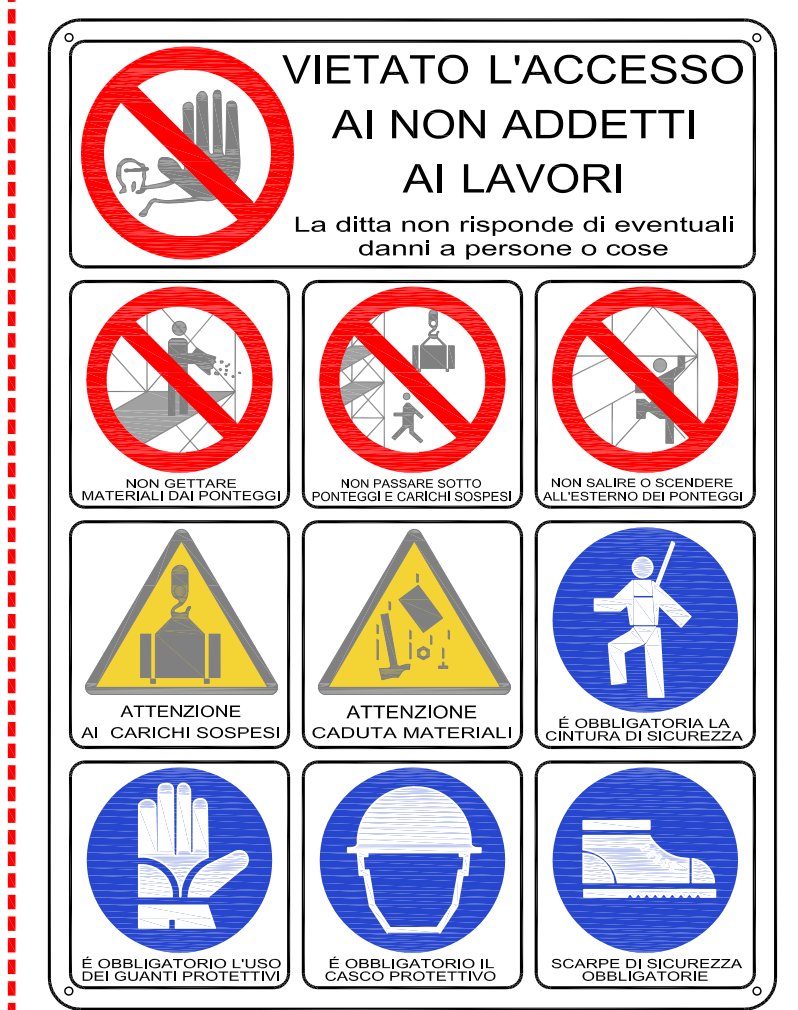 VIETATO L'ACCESSO
AI NON ADDETTI
AI LAVORI
La ditta non risponde di eventuali
danni a persone o cose
NON GETTARE
MATERIALI DAI PONTEGGI
NON PASSARE SOTTO
PONTEGGI E CARICHI SOSPESI
NON SALIRE O SCENDERE
ALL'ESTERNO DEI PONTEGGI
ATTENZIONE
AI CARICHI SOSPESI
ATTENZIONE
CADUTA MATERIALI
É OBBLIGATORIA LA
CINTURA DI SICUREZZA
É OBBLIGATORIO L'USO
DEI GUANTI PROTETTIVI
É OBBLIGATORIO IL
CASCO PROTETTIVO
SCARPE DI SICUREZZA
OBBLIGATORIE